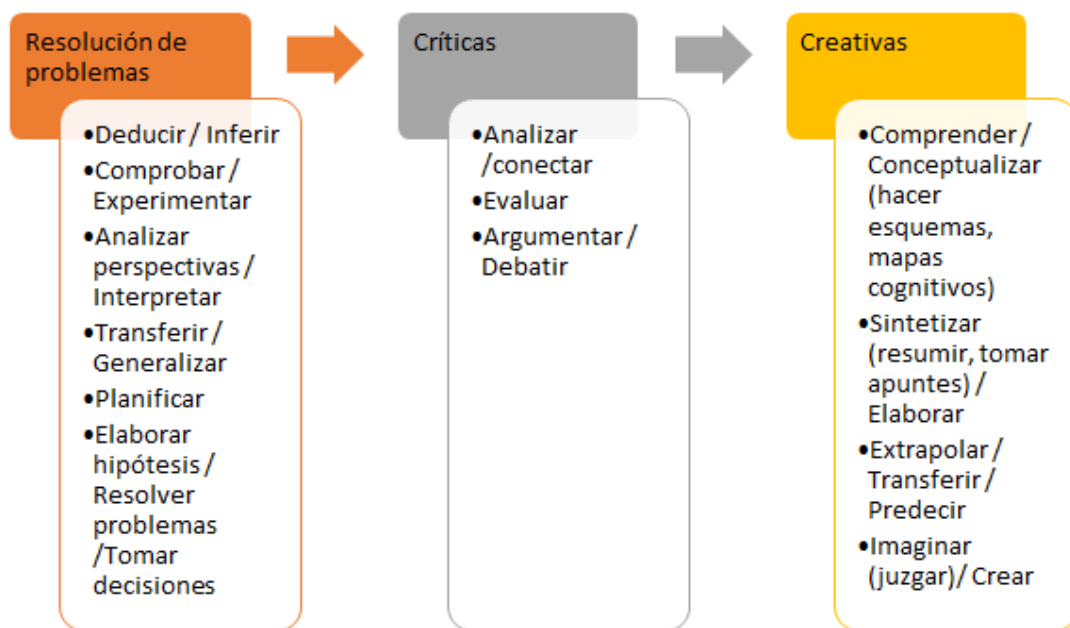 Resolución de
problemas
•Deducir / Inferir
•Comprobar /
Experimentar
•Analizar
perspectivas /
Interpretar
•Transferir /
Generalizar
•Planificar
•Elaborar
hipótesis /
Resolver
problemas
/Tomar
decisiones
Críticas
•Analizar
/conectar
•Evaluar
•Argumentar /
Debatir
Creativas
•Comprender /
Conceptualizar
(hacer
esquemas,
mapas
cognitivos)
•Sintetizar
(resumir, tomar
apuntes) /
Elaborar
•Extrapolar /
Transferir /
Predecir
•Imaginar
(juzgar)/ Crear